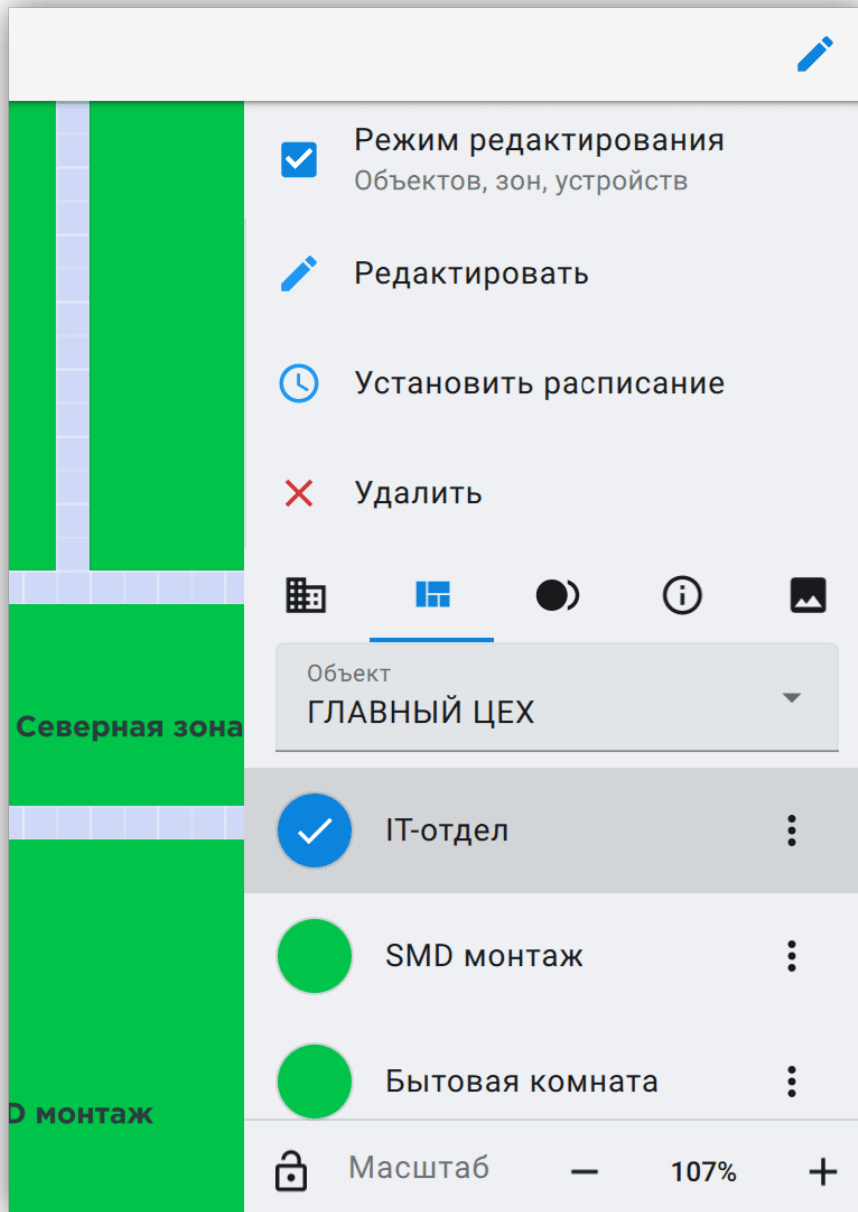 Режим редактирования
Объектов, зон, устройств
Редактировать
Установить расписание
Удалить
Объект
ГЛАВНЫЙ ЦЕХ
Северная зона
IT-отдел
SMD монтаж
Бытовая комната
D монтаж
Масштаб
107%